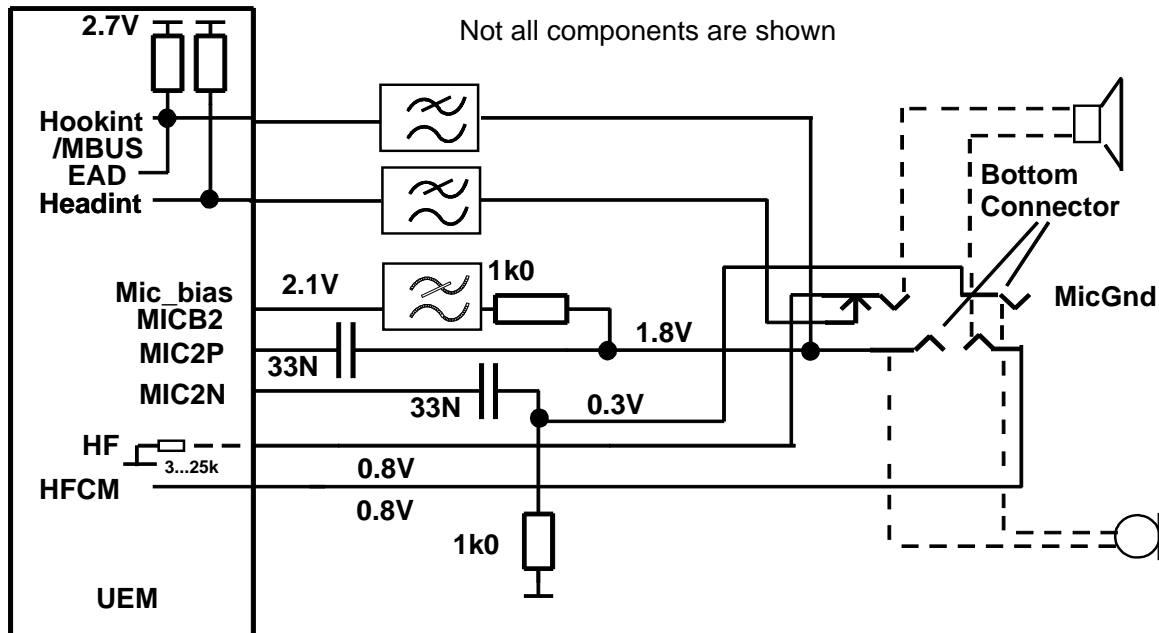 Not all components are shown
2.7V
Hookint
/MBUS
EAD
Headint
Bottom
Connector
Mic_bias
MICB2
2.1V
1k0
MicGnd
1.8V
MIC2P
33N
MIC2N
33N
0.3V
HF
3...25k
0.8V
HFCM
0.8V
1k0
UEM